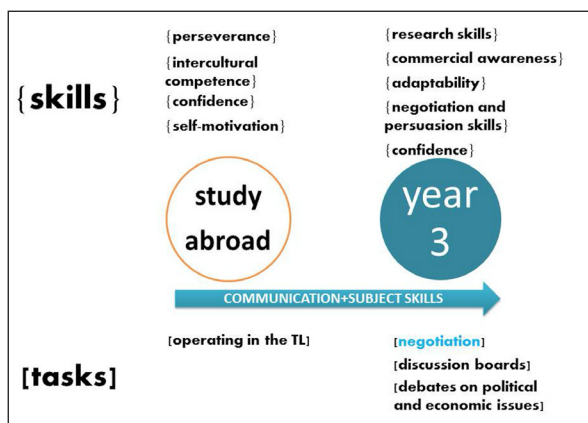 {skills}
{perseverance}
{intercultural
competence}
{confidence}
{self-motivation}
{research skills}
{commercial awareness}
{adaptability}
{negotiation and
persuasion skills}
{confidence}
study
abroad
year
3
COMMUNICATION+SUBJECT SKILLS
[tasks]
[operating in the TL]
[negotiation]
[discussion boards]
[debates on political
and economic issues]